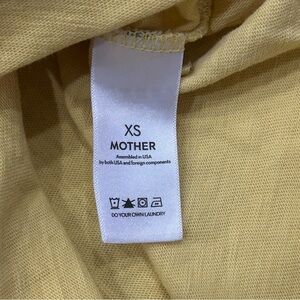 XS
MOTHER
Assembled in USA
by both USA and foreign components
DO YOUR OWN LAUNDRY